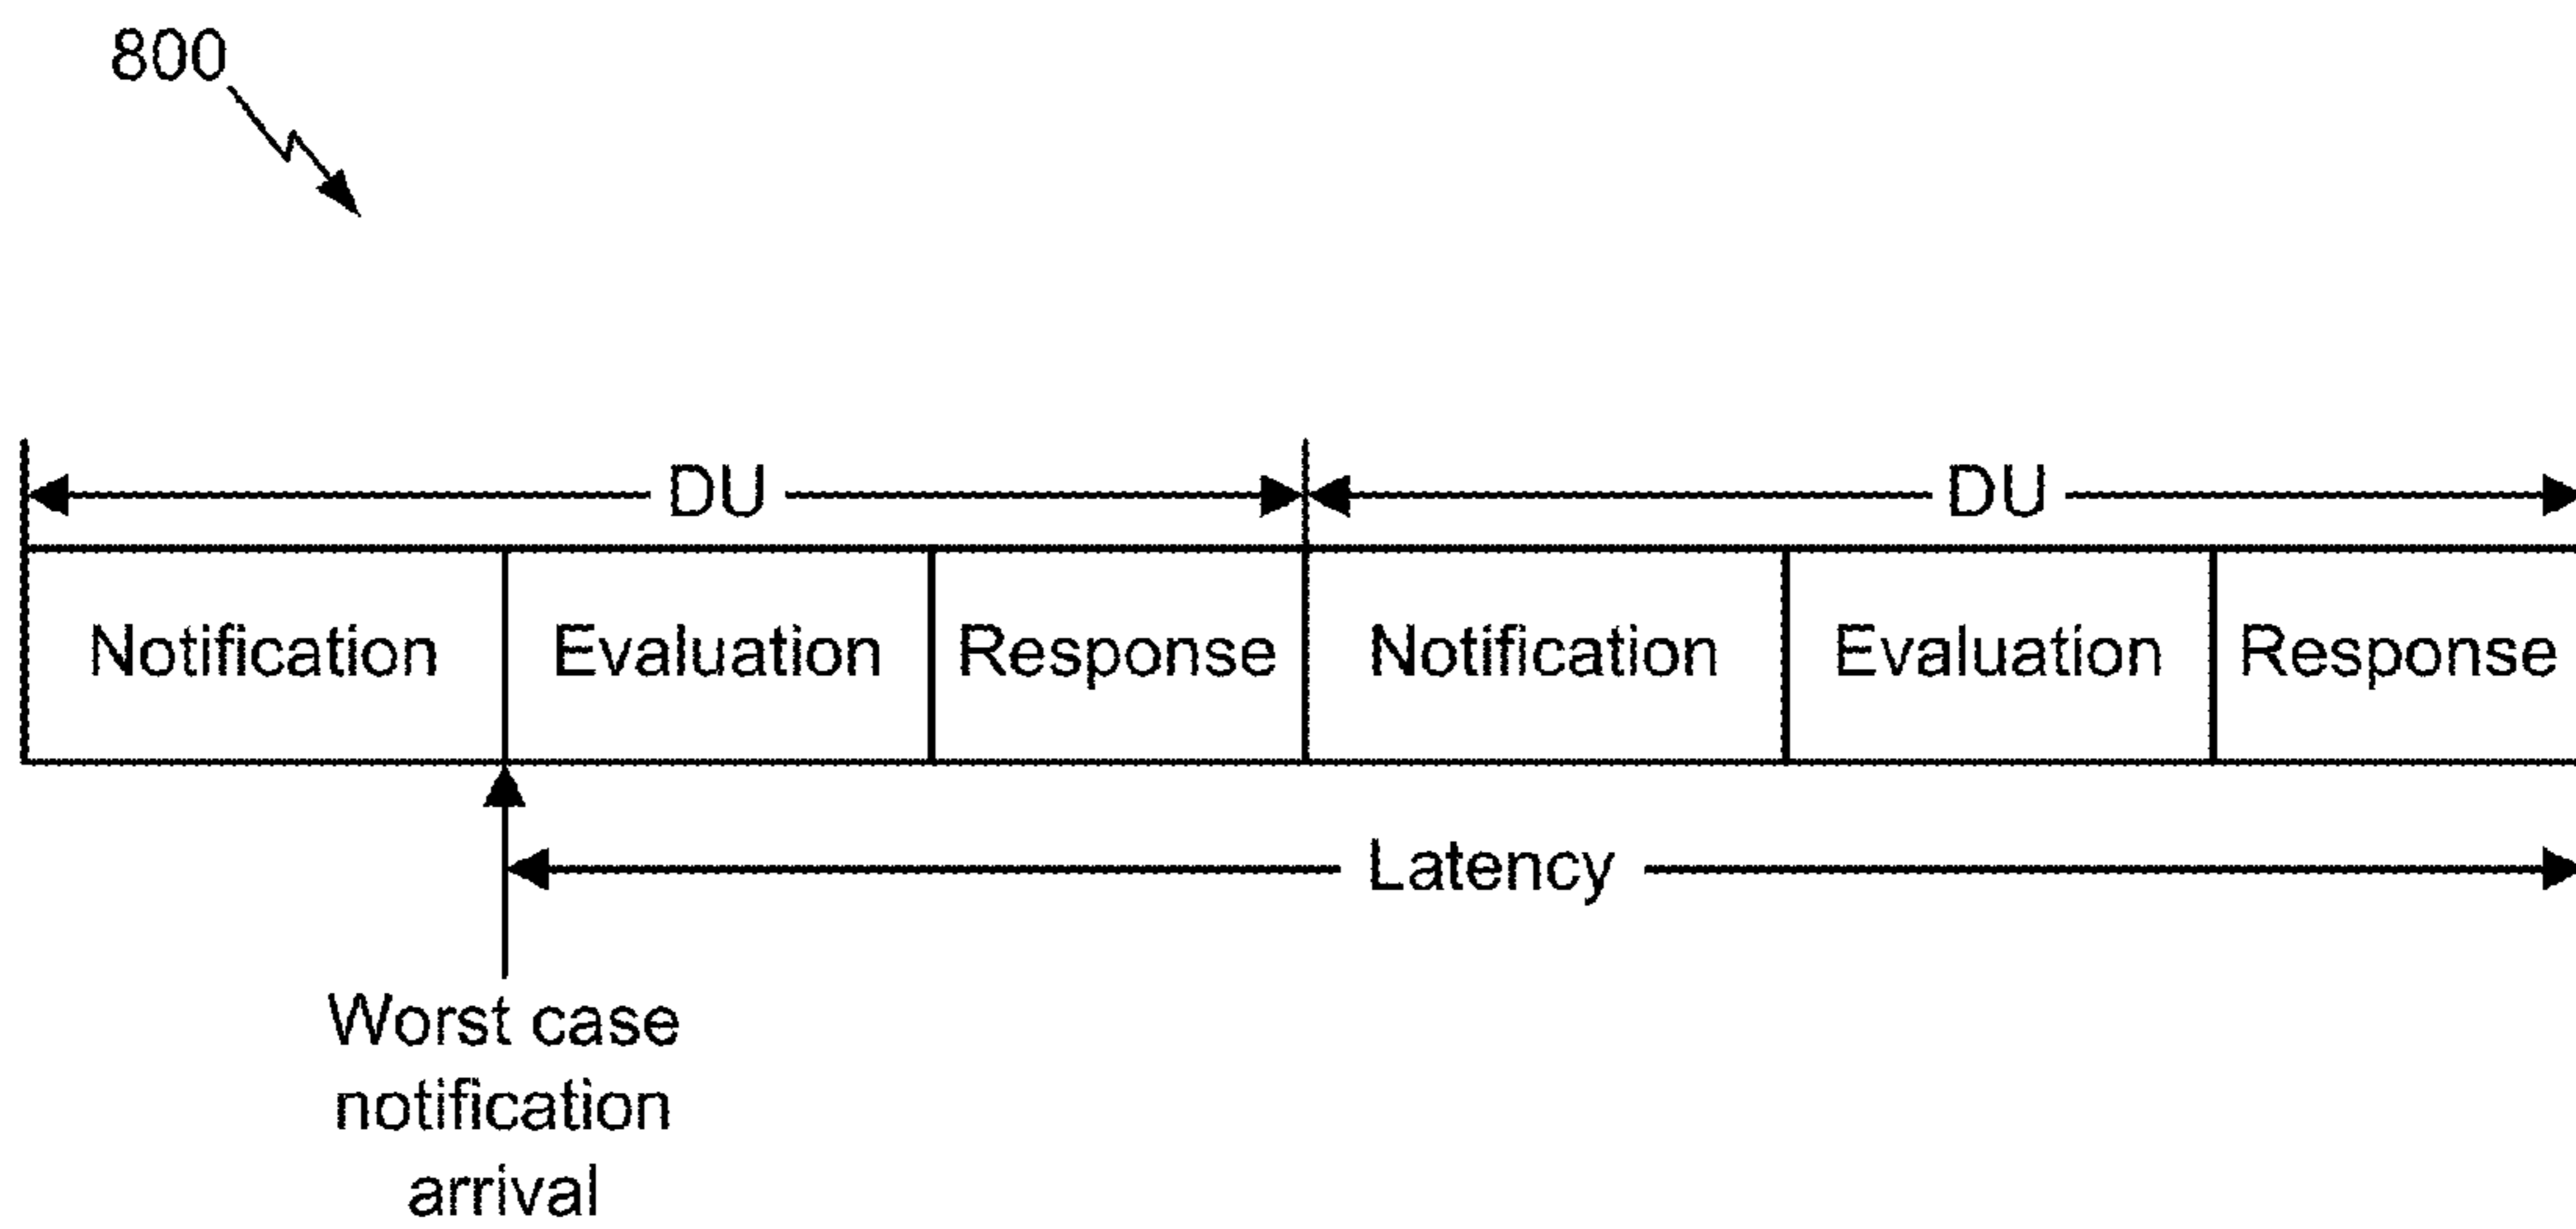 800
DU DU
Notification Evaluation Response Notification Evaluation Response
Latency
Worst case
notification
arrival